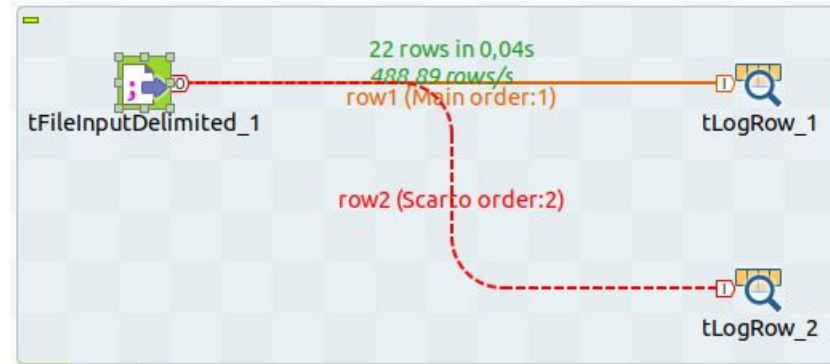 22 rows in 0,04s
488,89 rows/s
row1 (Main order:1)
tFileInputDelimited_1
tLogRow_1
row2 (Scarto order:2)
tLogRow_2